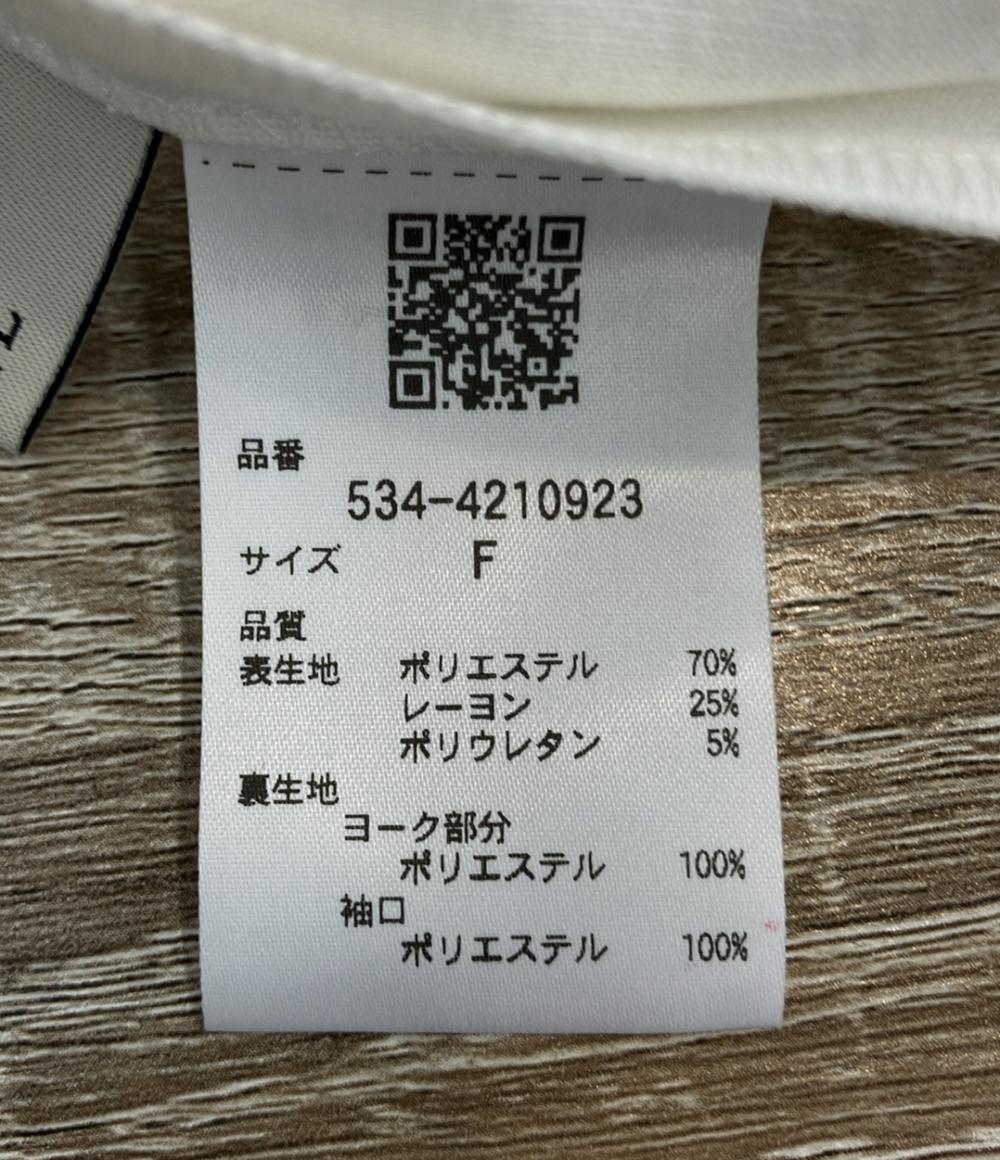 品番
534-4210923
サイズ F
品質
表生地 ポリエステル 70%
レーヨン 25%
ポリウレタン 5%
裏生地
ヨーク部分
ポリエステル 100%
袖口
ポリエステル 100%